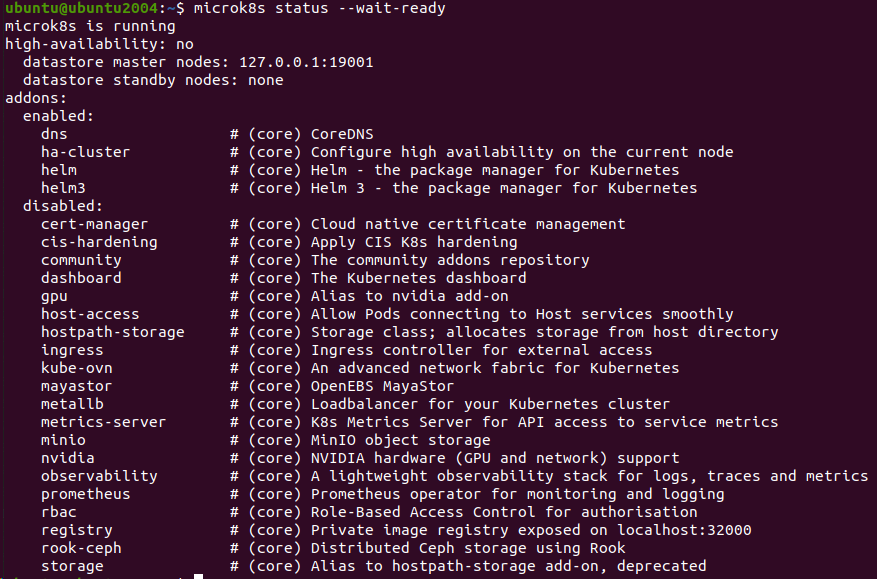 ubuntu@ubuntu2004:~$ microk8s status --wait-ready
microk8s is running
high-availability: no
  datastore master nodes: 127.0.0.1:19001
  datastore standby nodes: none
addons:
  enabled:
    dns                  # (core) CoreDNS
    ha-cluster           # (core) Configure high availability on the current node
    helm                 # (core) Helm - the package manager for Kubernetes
    helm3                # (core) Helm 3 - the package manager for Kubernetes
  disabled:
    cert-manager         # (core) Cloud native certificate management
    cis-hardening        # (core) Apply CIS K8s hardening
    community            # (core) The community addons repository
    dashboard            # (core) The Kubernetes dashboard
    gpu                  # (core) Alias to nvidia add-on
    host-access          # (core) Allow Pods connecting to Host services smoothly
    hostpath-storage     # (core) Storage class; allocates storage from host directory
    ingress              # (core) Ingress controller for external access
    kube-ovn             # (core) An advanced network fabric for Kubernetes
    mayastor             # (core) OpenEBS MayaStor
    metallb              # (core) Loadbalancer for your Kubernetes cluster
    metrics-server       # (core) K8s Metrics Server for API access to service metrics
    minio                # (core) MinIO object storage
    nvidia               # (core) NVIDIA hardware (GPU and network) support
    observability        # (core) A lightweight observability stack for logs, traces and metrics
    prometheus           # (core) Prometheus operator for monitoring and logging
    rbac                 # (core) Role-Based Access Control for authorisation
    registry             # (core) Private image registry exposed on localhost:32000
    rook-ceph            # (core) Distributed Ceph storage using Rook
    storage              # (core) Alias to hostpath-storage add-on, deprecated